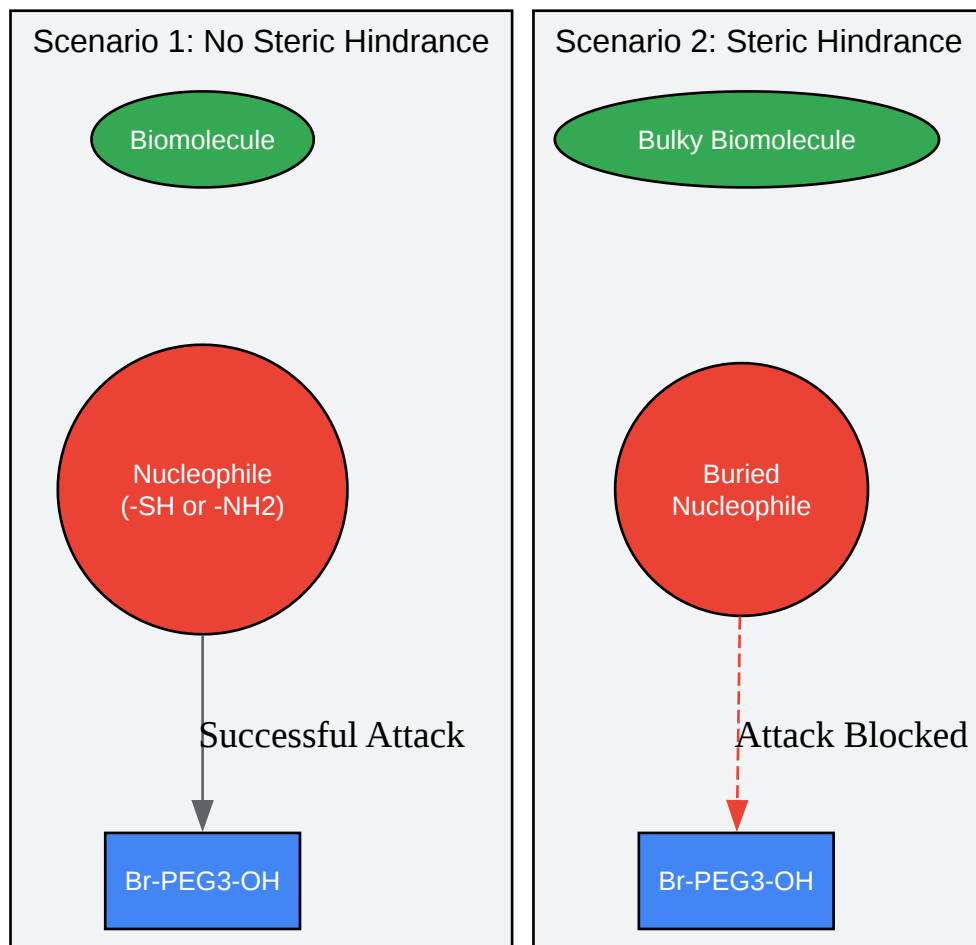 Scenario 1: No Steric Hindrance
Biomolecule
Nucleophile
(-SH or -NH2)
Successful Attack
Br-PEG3-OH
Scenario 2: Steric Hindrance
Bulky Biomolecule
Buried
Nucleophile
Attack Blocked
Br-PEG3-OH